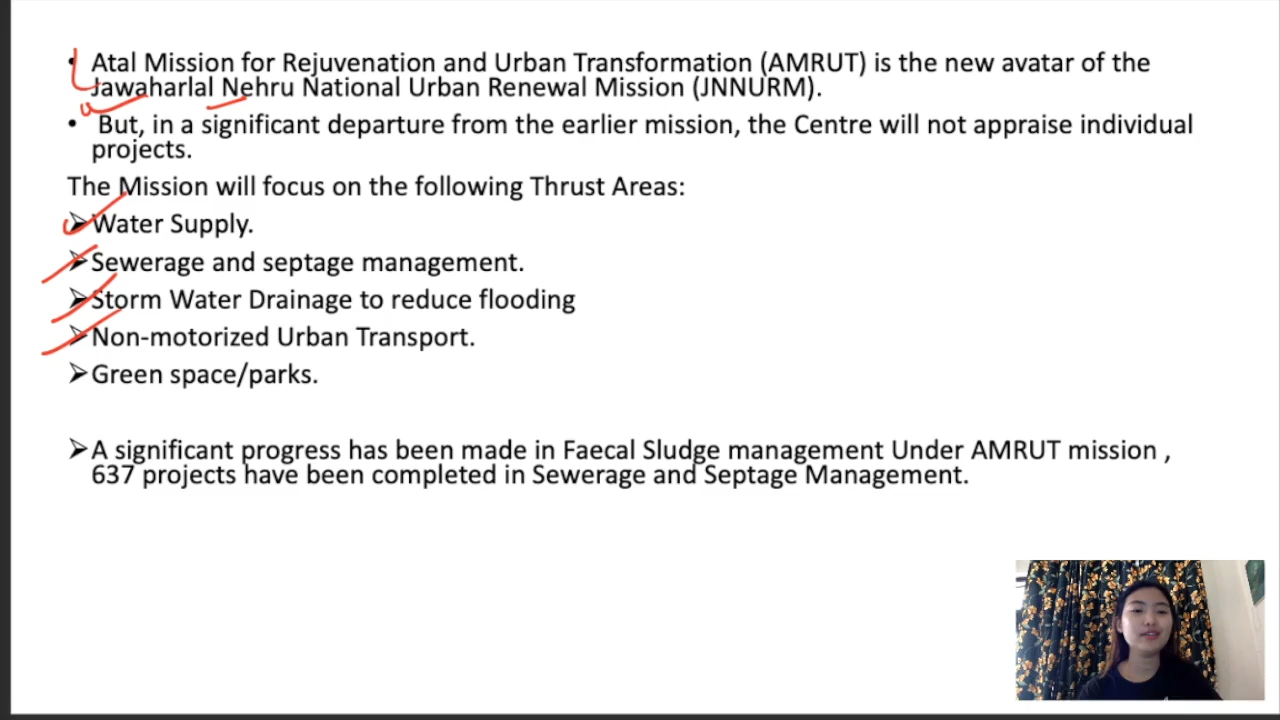 • Atal Mission for Rejuvenation and Urban Transformation (AMRUT) is the new avatar of the
Jawaharlal Nehru National Urban Renewal Mission (JNNURM).
• But, in a significant departure from the earlier mission, the Centre will not appraise individual
projects.
The Mission will focus on the following Thrust Areas:
➢Water Supply.
➢Sewerage and septage management.
➢Storm Water Drainage to reduce flooding
➢Non-motorized Urban Transport.
➢Green space/parks.
➢A significant progress has been made in Faecal Sludge management Under AMRUT mission ,
637 projects have been completed in Sewerage and Septage Management.